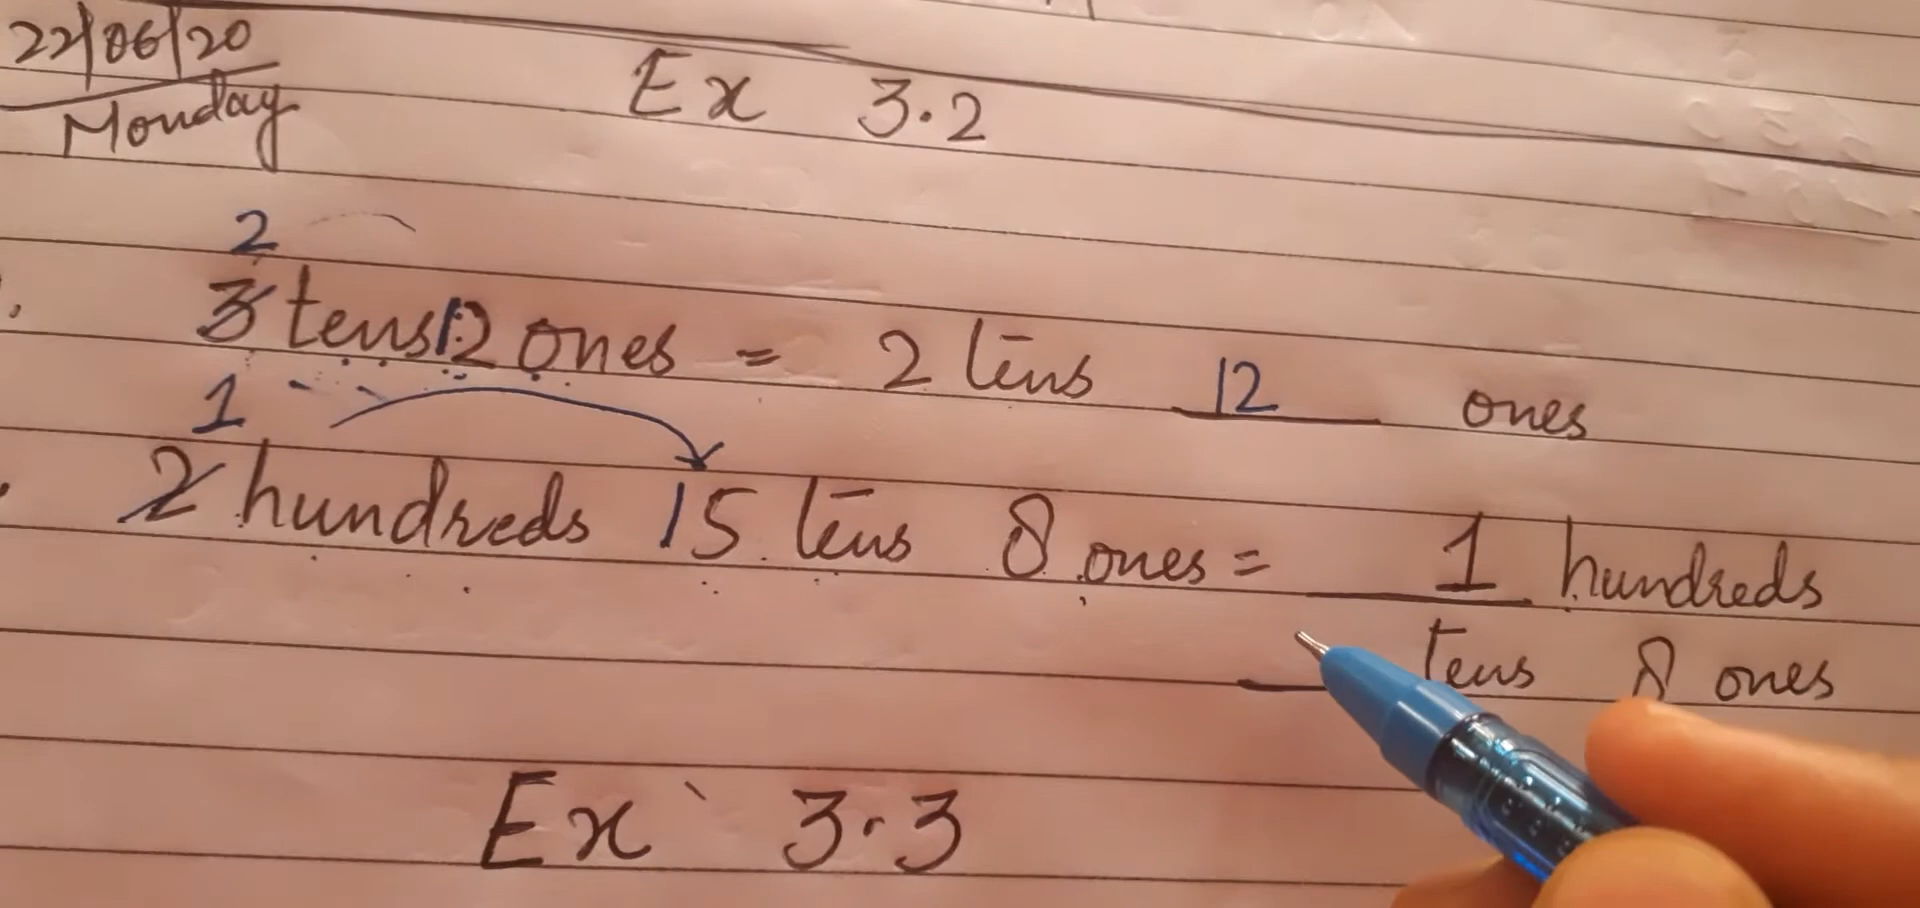 22/06/20
Monday
Ex 3.2
2
3 tens 12 ones = 2 tens 12 ones
1
2 hundreds 15 tens 8 ones = 1 hundreds
tens 8 ones
Ex 3.3